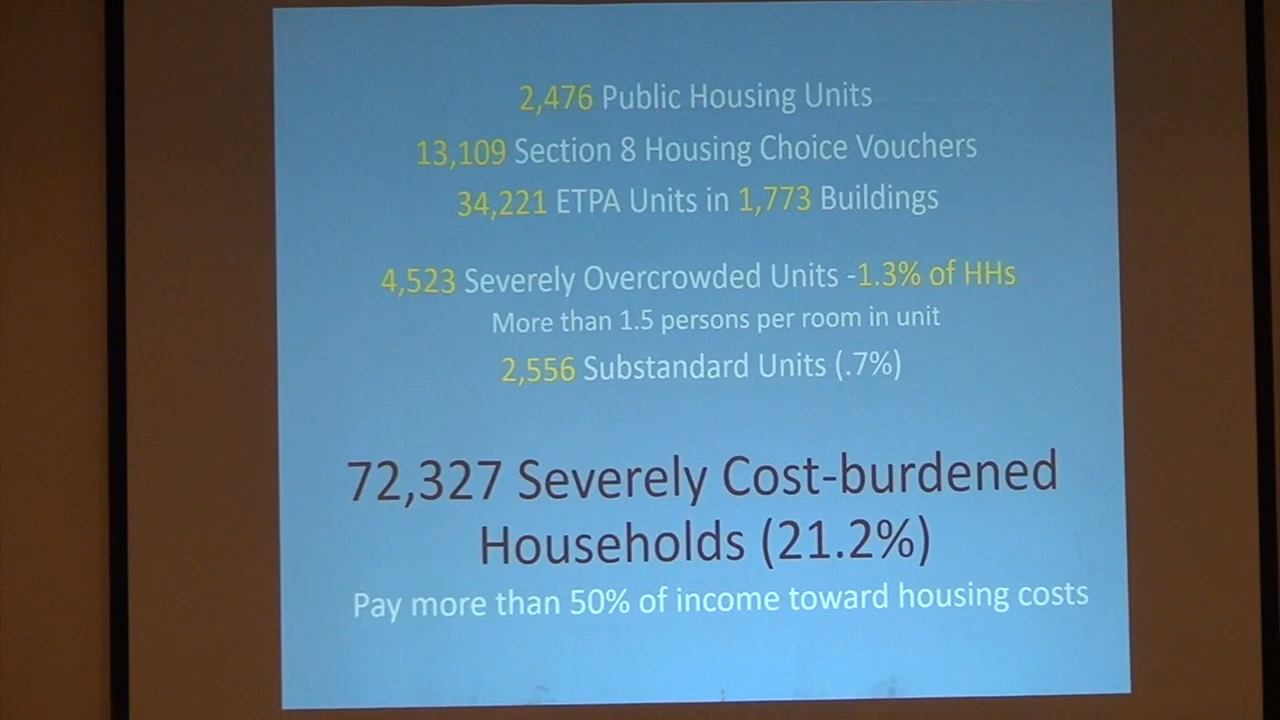 2,476 Public Housing Units
13,109 Section 8 Housing Choice Vouchers
34,221 ETPA Units in 1,773 Buildings
4,523 Severely Overcrowded Units -1.3% of HHs
More than 1.5 persons per room in unit
2,556 Substandard Units (.7%)
72,327 Severely Cost-burdened
Households (21.2%)
Pay more than 50% of income toward housing costs